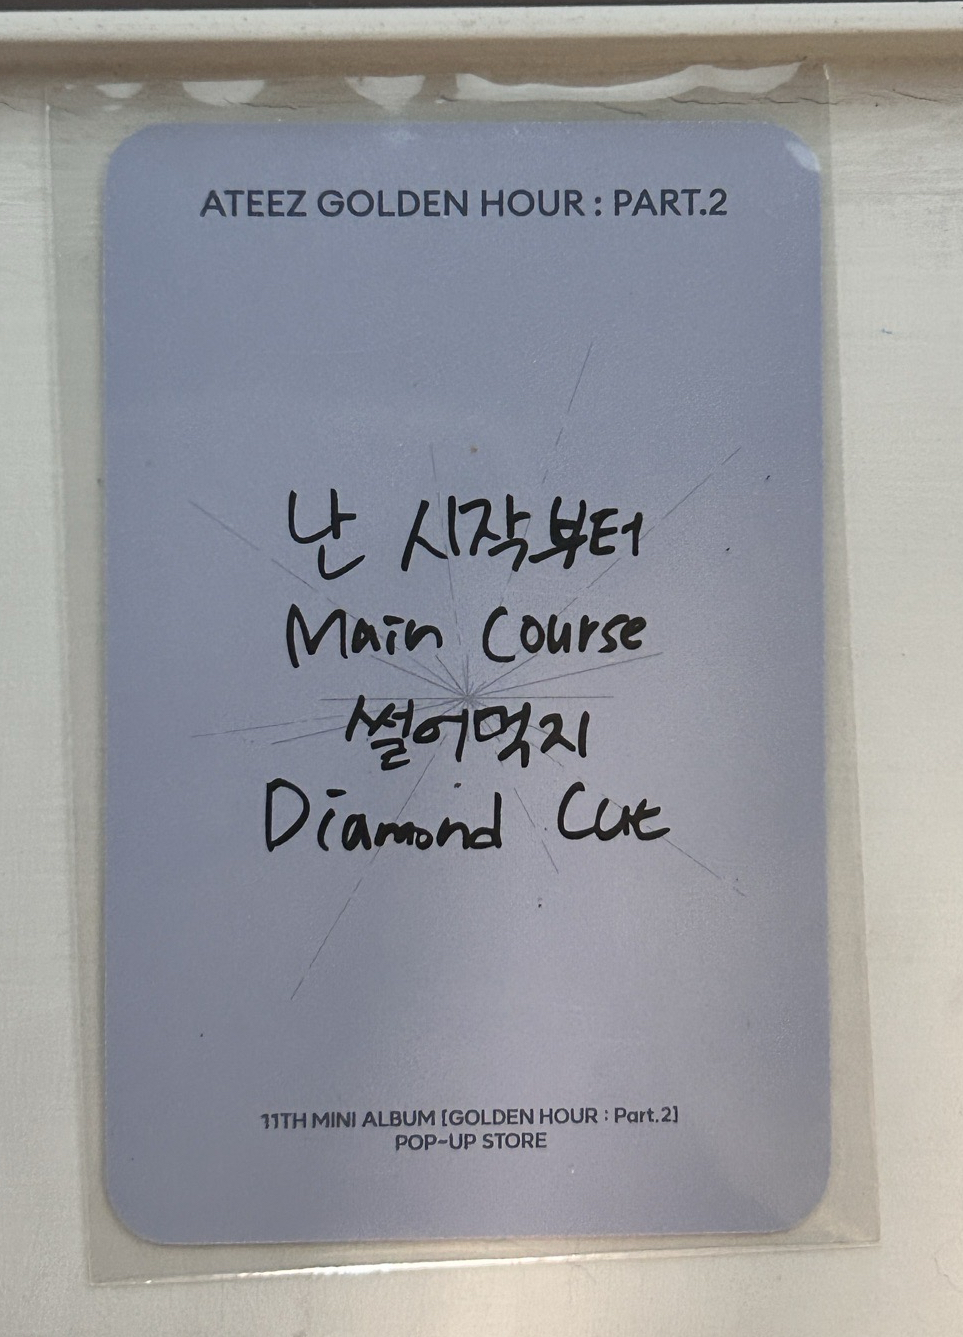 ATEEZ GOLDEN HOUR : PART.2
난 시작부터
Main Course
썰어먹지
Diamond Cut
11TH MINI ALBUM [GOLDEN HOUR : Part.2]
POP-UP STORE